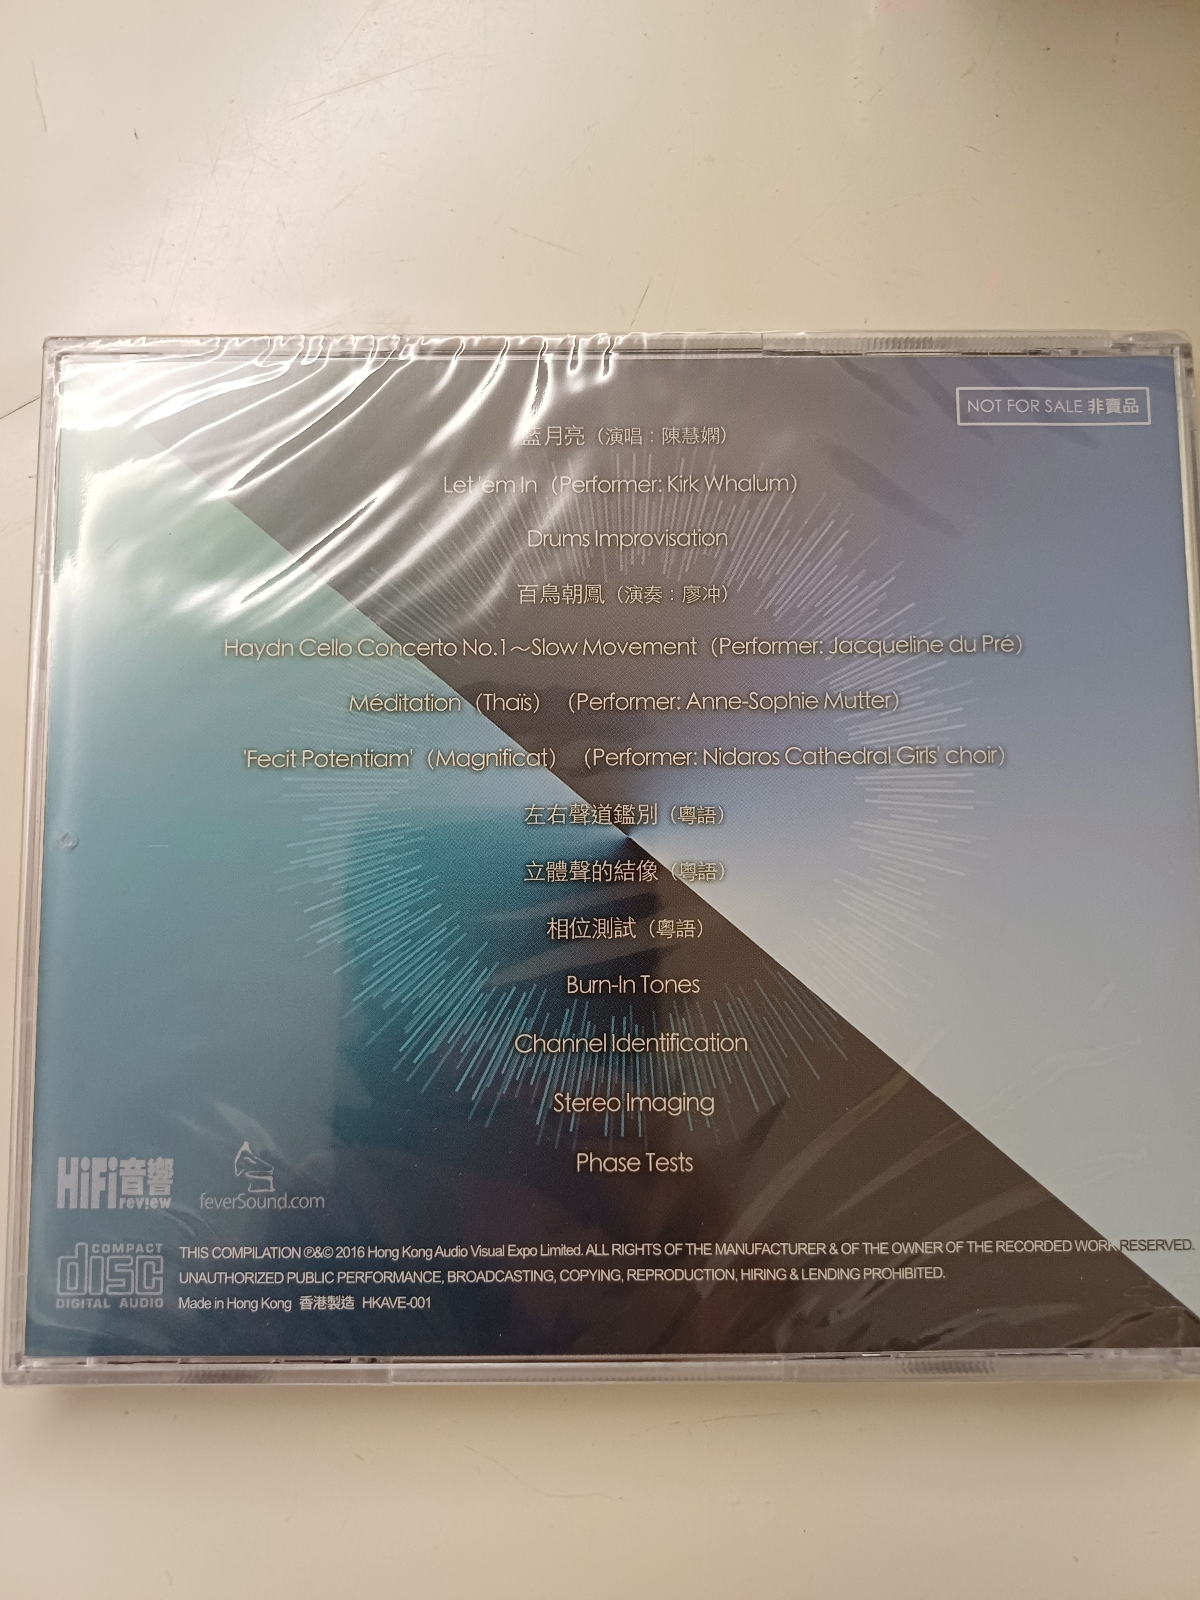 NOT FOR SALE 非賣品
藍月亮（演唱：陳慧嫻）
Let 'em In（Performer: Kirk Whalum）
Drums Improvisation
百鳥朝鳳（演奏：廖冲）
Haydn Cello Concerto No.1～Slow Movement（Performer: Jacqueline du Pré）
Méditation（Thaïs）（Performer: Anne-Sophie Mutter）
'Fecit Potentiam'（Magnificat）（Performer: Nidaros Cathedral Girls' choir）
左右聲道鑑別（粵語）
立體聲的結像（粵語）
相位測試（粵語）
Burn-In Tones
Channel Identification
Stereo Imaging
Phase Tests
HiFi音響 review
feverSound.com
COMPACT disc DIGITAL AUDIO
THIS COMPILATION ℗&© 2016 Hong Kong Audio Visual Expo Limited. ALL RIGHTS OF THE MANUFACTURER & OF THE OWNER OF THE RECORDED WORK RESERVED.
UNAUTHORIZED PUBLIC PERFORMANCE, BROADCASTING, COPYING, REPRODUCTION, HIRING & LENDING PROHIBITED.
Made in Hong Kong 香港製造 HKAVE-001